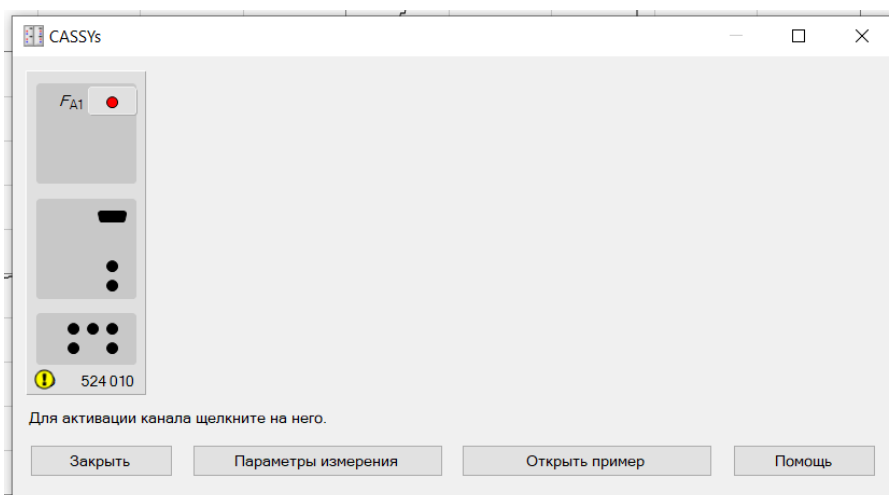 CASSYs
FA1
524 010
Для активации канала щелкните на него.
Закрыть Параметры измерения Открыть пример Помощь